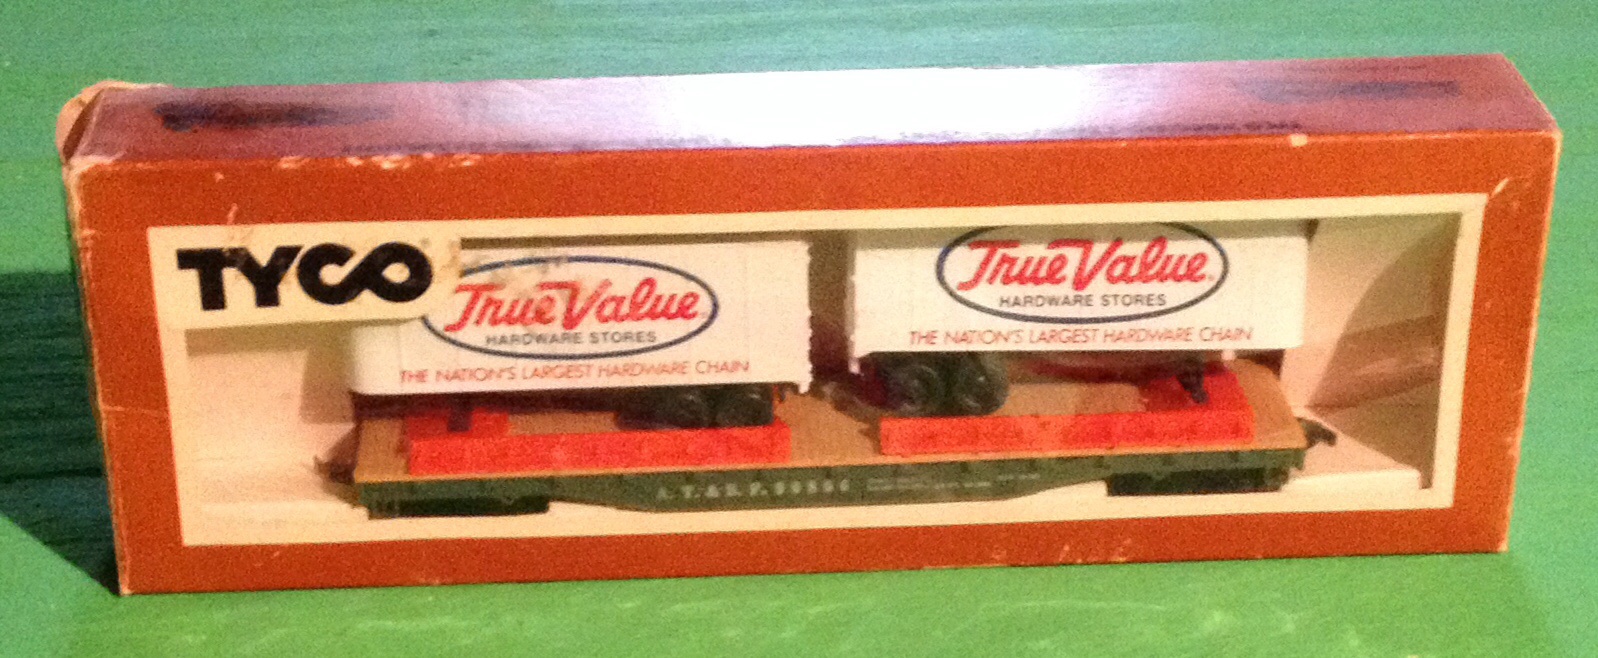 TYCO
True Value
HARDWARE STORES
THE NATION'S LARGEST HARDWARE CHAIN
True Value
HARDWARE STORES
THE NATION'S LARGEST HARDWARE CHAIN
A.T.&S.F.